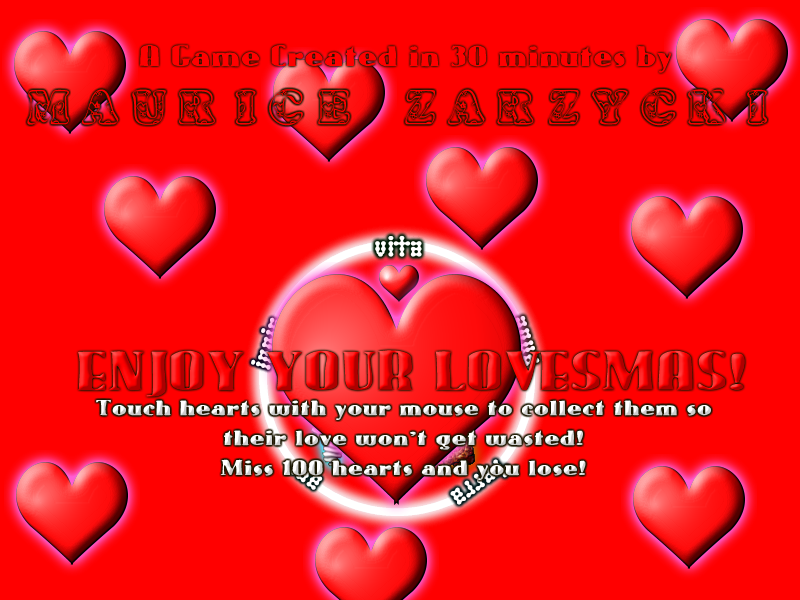 A Game Created in 30 minutes by
MAURICE ZARZYCKI
vita
ENJOY YOUR LOVESMAS!
Touch hearts with your mouse to collect them so
their love won't get wasted!
Miss 100 hearts and you lose!